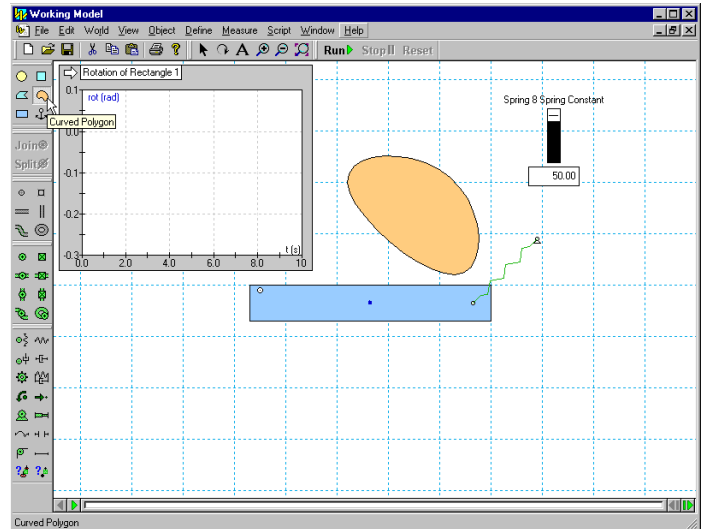 Working Model
File Edit World View Object Define Measure Script Window Help
A Run Stop Reset
Rotation of Rectangle 1
rot (rad)
0.1
0.0
-0.1
-0.2
-0.3
0.0 2.0 4.0 6.0 8.0 10
t (s)
Curved Polygon
Join
Split
Spring 8 Spring Constant
50.00
Curved Polygon